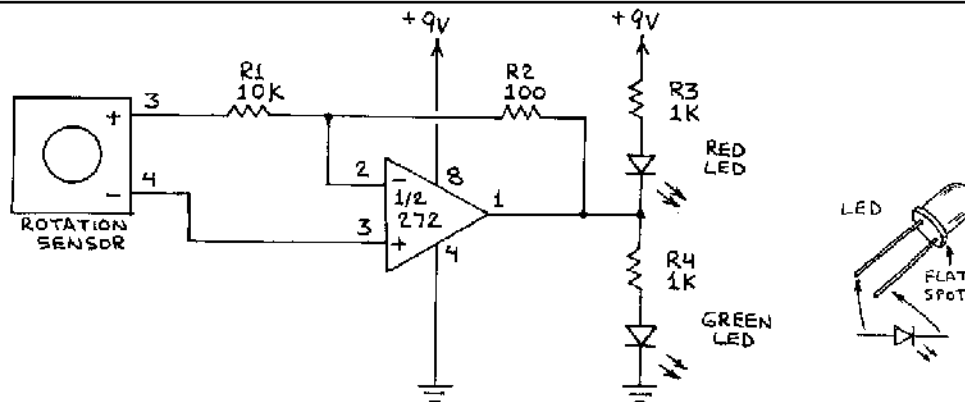 +9V
+9V
R1
10K
R2
100
R3
1K
3
+
4
-
ROTATION
SENSOR
2
-
8
1/2
272
1
3
+
4
RED
LED
R4
1K
GREEN
LED
LED
FLAT
SPOT